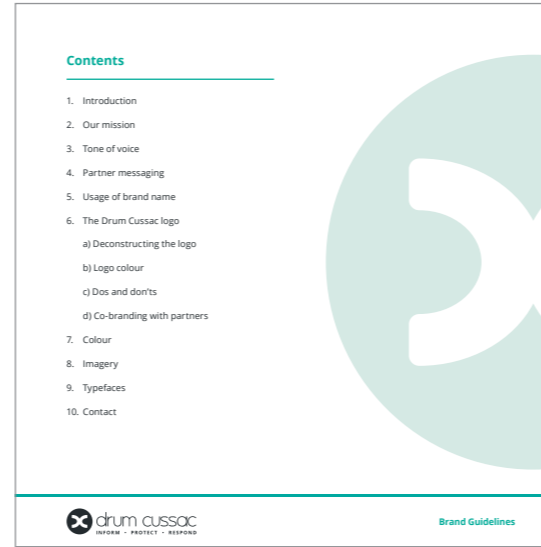 Contents
1. Introduction
2. Our mission
3. Tone of voice
4. Partner messaging
5. Usage of brand name
6. The Drum Cussac logo
a) Deconstructing the logo
b) Logo colour
c) Dos and don'ts
d) Co-branding with partners
7. Colour
8. Imagery
9. Typefaces
10. Contact
drum cussac
INFORM - PROTECT - RESPOND
Brand Guidelines